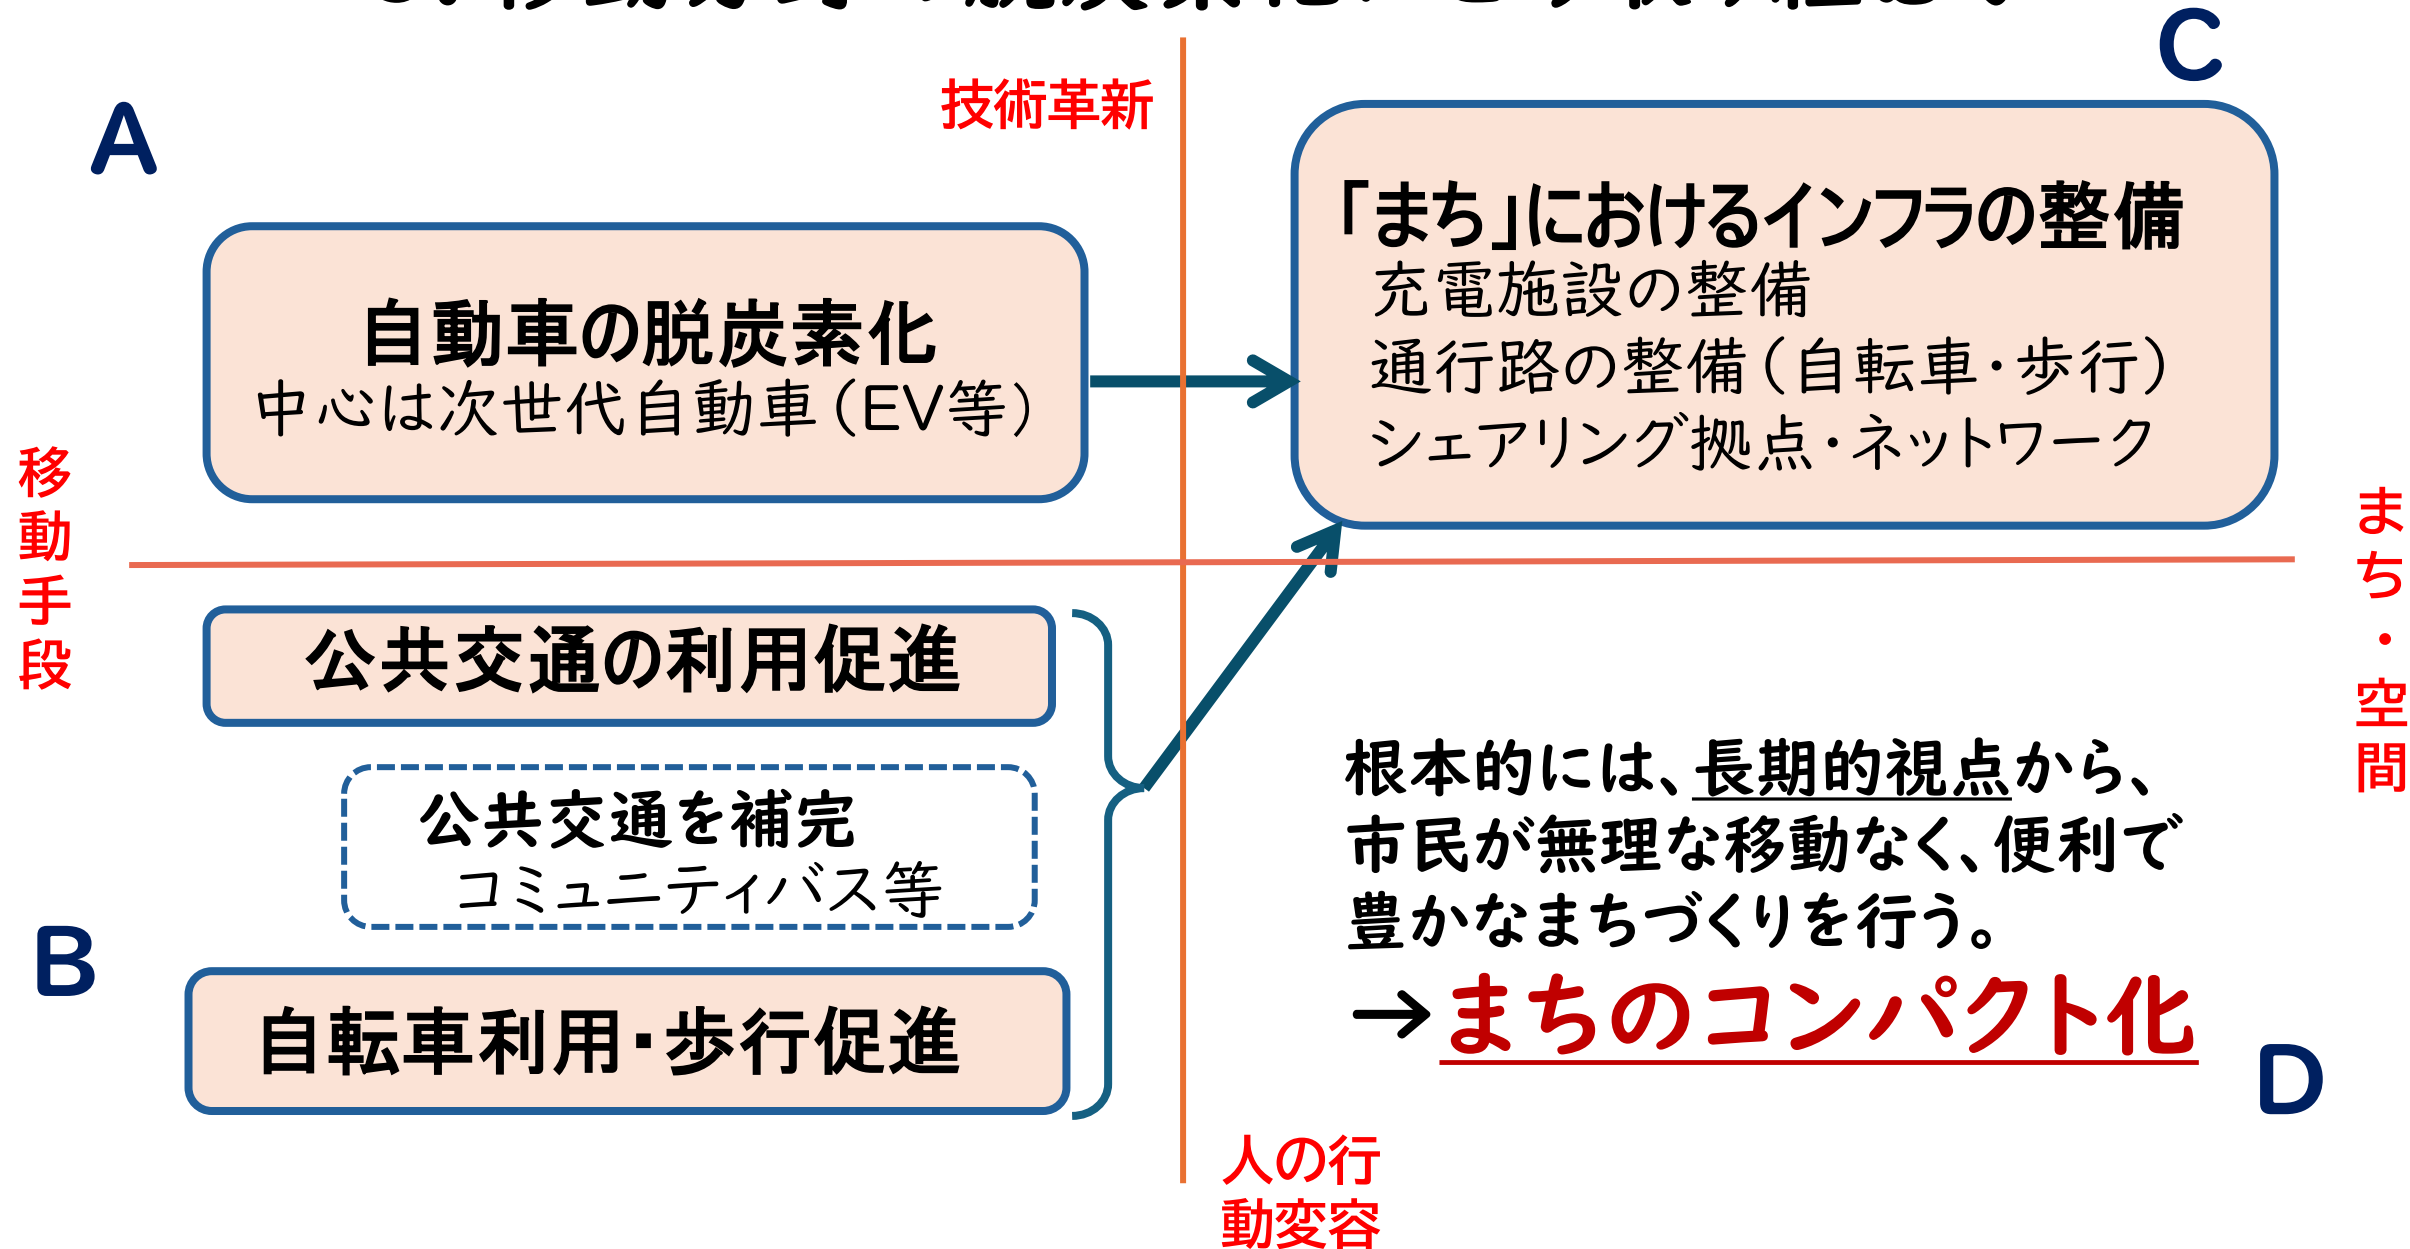 C
技術革新
A
「まち」におけるインフラの整備
充電施設の整備
通行路の整備(自転車・歩行)
シェアリング拠点・ネットワーク
自動車の脱炭素化
中心は次世代自動車(EV等)
移動手段
まち・空間
公共交通の利用促進
公共交通を補完
コミュニティバス等
B
自転車利用・歩行促進
根本的には、長期的視点から、
市民が無理な移動なく、便利で
豊かなまちづくりを行う。
→まちのコンパクト化
D
人の行
動変容